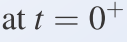 at t = 0⁺